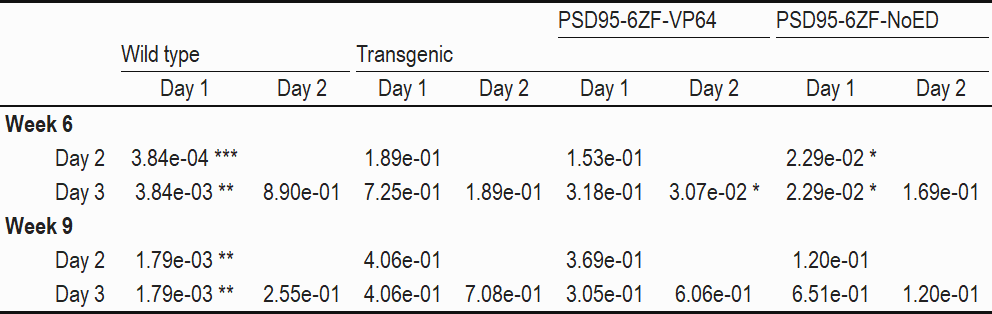 PSD95-6ZF-VP64 PSD95-6ZF-NoED
Wild type Transgenic
Day 1 Day 2 Day 1 Day 2 Day 1 Day 2 Day 1 Day 2
Week 6
Day 2 3.84e-04 *** 1.89e-01 1.53e-01 2.29e-02 *
Day 3 3.84e-03 ** 8.90e-01 7.25e-01 1.89e-01 3.18e-01 3.07e-02 * 2.29e-02 * 1.69e-01
Week 9
Day 2 1.79e-03 ** 4.06e-01 3.69e-01 1.20e-01
Day 3 1.79e-03 ** 2.55e-01 4.06e-01 7.08e-01 3.05e-01 6.06e-01 6.51e-01 1.20e-01